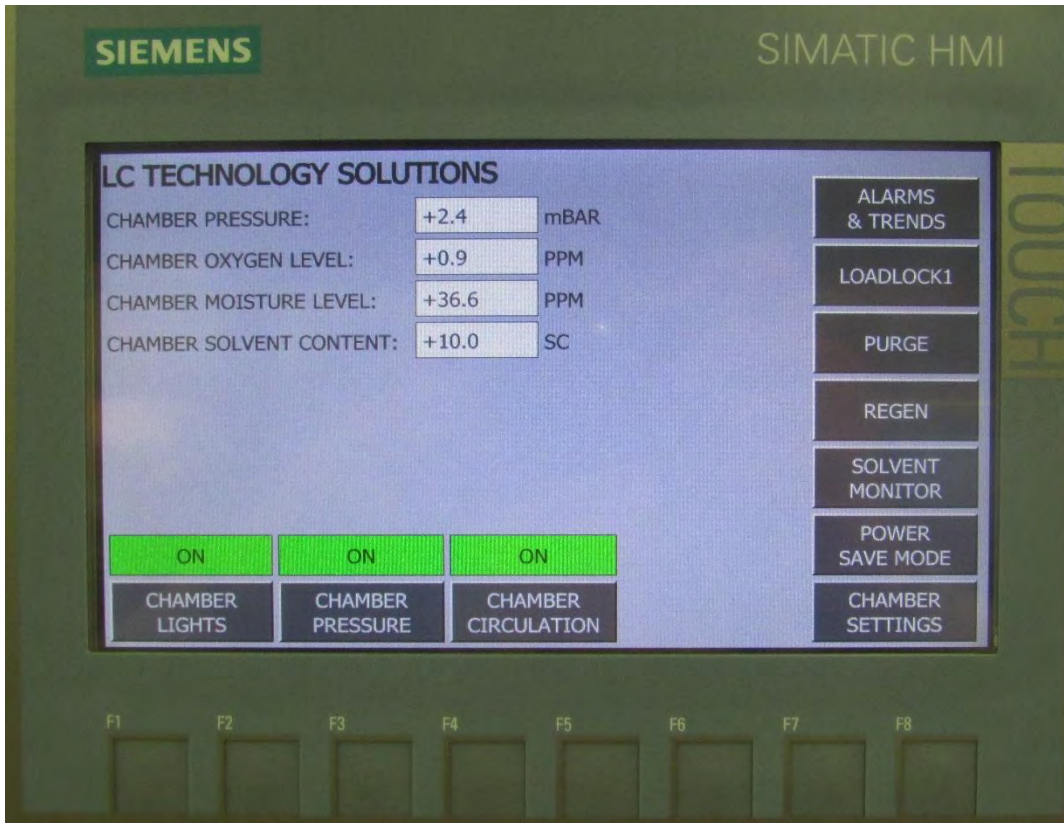 SIEMENS
SIMATIC HMI
TOUCH
LC TECHNOLOGY SOLUTIONS
CHAMBER PRESSURE: +2.4 mBAR
CHAMBER OXYGEN LEVEL: +0.9 PPM
CHAMBER MOISTURE LEVEL: +36.6 PPM
CHAMBER SOLVENT CONTENT: +10.0 SC
ALARMS
& TRENDS
LOADLOCK1
PURGE
REGEN
SOLVENT
MONITOR
POWER
SAVE MODE
CHAMBER
SETTINGS
ON ON ON
CHAMBER
LIGHTS
CHAMBER
PRESSURE
CHAMBER
CIRCULATION
F1 F2 F3 F4 F5 F6 F7 F8